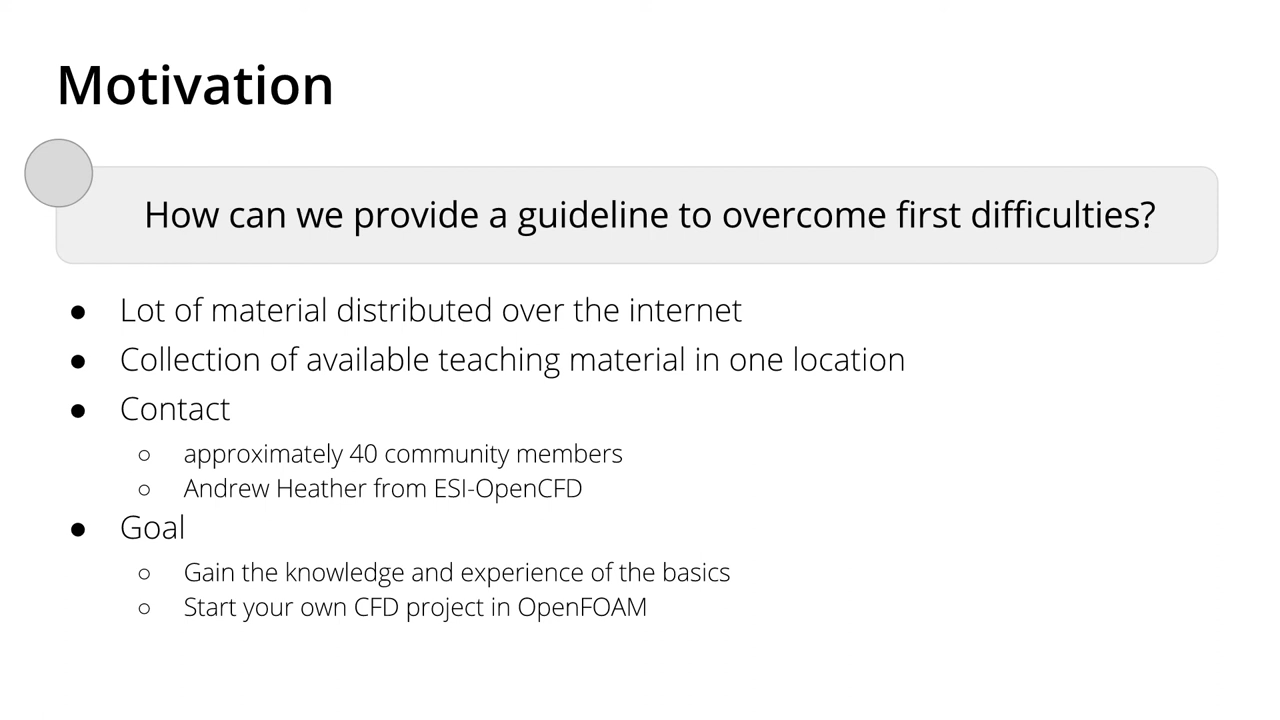 Motivation
How can we provide a guideline to overcome first difficulties?
● Lot of material distributed over the internet
● Collection of available teaching material in one location
● Contact
○ approximately 40 community members
○ Andrew Heather from ESI-OpenCFD
● Goal
○ Gain the knowledge and experience of the basics
○ Start your own CFD project in OpenFOAM